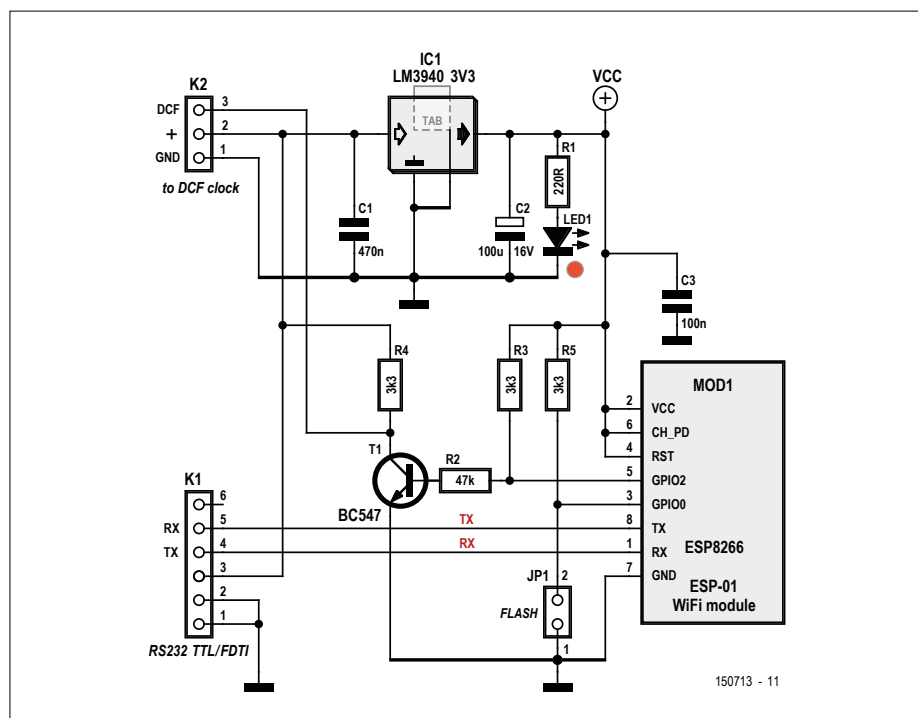 IC1
LM3940 3V3
TAB
K2
DCF 3
+ 2
GND 1
to DCF clock
VCC
R1
220R
LED1
C1
470n
C2
100u 16V
C3
100n
R4
3k3
R3
3k3
R5
3k3
T1
BC547
R2
47k
K1
6
RX 5
TX 4
3
2
1
RS232 TTL/FDTI
TX
RX
JP1
2
FLASH
1
MOD1
2 VCC
6 CH_PD
4 RST
5 GPIO2
3 GPIO0
8 TX
1 RX
7 GND
ESP8266
ESP-01
WiFi module
150713 - 11